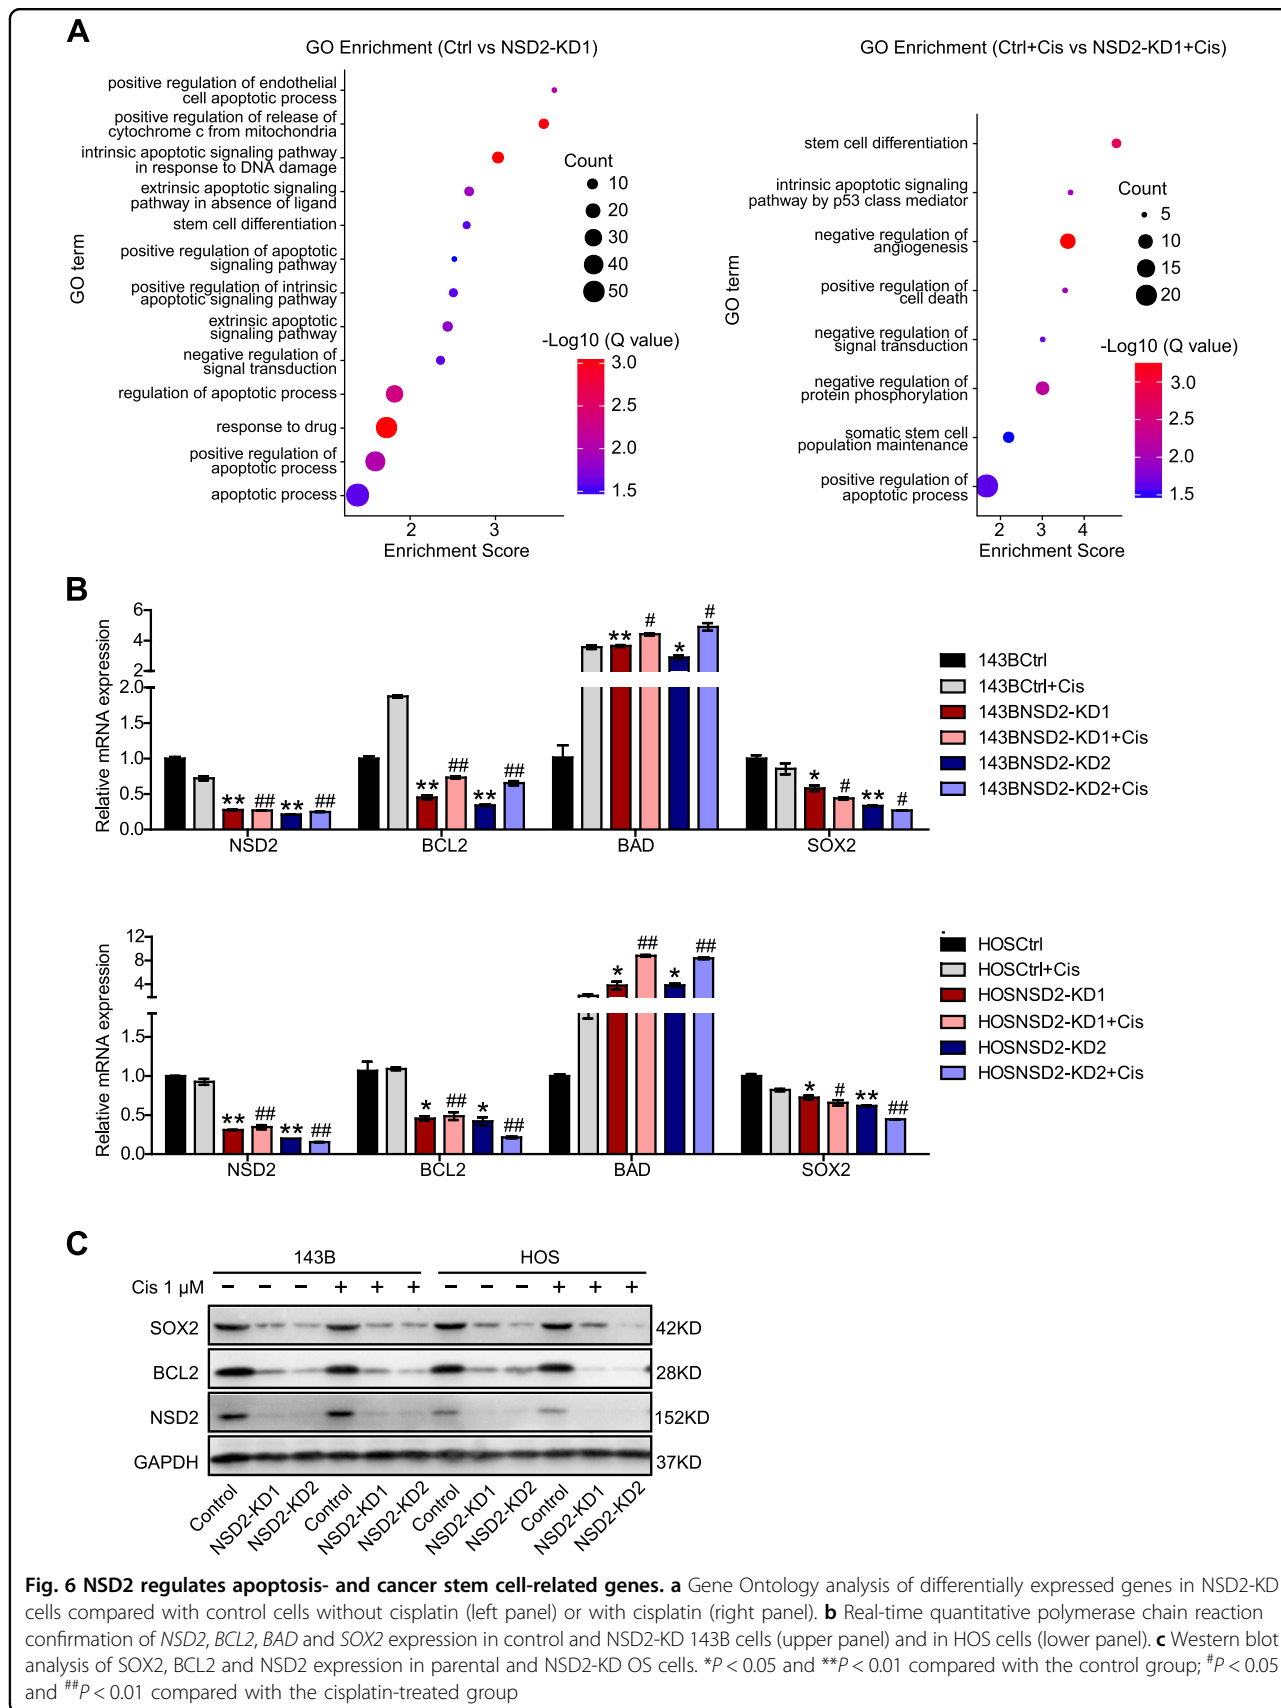 A
GO Enrichment (Ctrl vs NSD2-KD1)
GO term
positive regulation of endothelial
cell apoptotic process
positive regulation of release of
cytochrome c from mitochondria
intrinsic apoptotic signaling pathway
in response to DNA damage
extrinsic apoptotic signaling
pathway in absence of ligand
stem cell differentiation
positive regulation of apoptotic
signaling pathway
positive regulation of intrinsic
apoptotic signaling pathway
extrinsic apoptotic
signaling pathway
negative regulation of
signal transduction
regulation of apoptotic process
response to drug
positive regulation of
apoptotic process
apoptotic process
2 3
Enrichment Score
Count
10
20
30
40
50
-Log10 (Q value)
3.0
2.5
2.0
1.5
GO Enrichment (Ctrl+Cis vs NSD2-KD1+Cis)
GO term
stem cell differentiation
intrinsic apoptotic signaling
pathway by p53 class mediator
negative regulation of
angiogenesis
positive regulation of
cell death
negative regulation of
signal transduction
negative regulation of
protein phosphorylation
somatic stem cell
population maintenance
positive regulation of
apoptotic process
2 3 4
Enrichment Score
Count
5
10
15
20
-Log10 (Q value)
3.0
2.5
2.0
1.5
B
Relative mRNA expression
6
4
2
2.0
1.5
1.0
0.5
0.0
** ## ** ##
** ## ** ##
** # * #
* # ** #
NSD2 BCL2 BAD SOX2
143BCtrl
143BCtrl+Cis
143BNSD2-KD1
143BNSD2-KD1+Cis
143BNSD2-KD2
143BNSD2-KD2+Cis
Relative mRNA expression
12
8
4
1.5
1.0
0.5
0.0
** ## ** ##
* ## * ##
* ## * ##
* # ** ##
NSD2 BCL2 BAD SOX2
HOSCtrl
HOSCtrl+Cis
HOSNSD2-KD1
HOSNSD2-KD1+Cis
HOSNSD2-KD2
HOSNSD2-KD2+Cis
C
143B HOS
Cis 1 μM − − − + + + − − − + + +
SOX2 42KD
BCL2 28KD
NSD2 152KD
GAPDH 37KD
Control NSD2-KD1 NSD2-KD2 Control NSD2-KD1 NSD2-KD2 Control NSD2-KD1 NSD2-KD2 Control NSD2-KD1 NSD2-KD2
Fig. 6 NSD2 regulates apoptosis- and cancer stem cell-related genes. a Gene Ontology analysis of differentially expressed genes in NSD2-KD
cells compared with control cells without cisplatin (left panel) or with cisplatin (right panel). b Real-time quantitative polymerase chain reaction
confirmation of NSD2, BCL2, BAD and SOX2 expression in control and NSD2-KD 143B cells (upper panel) and in HOS cells (lower panel). c Western blot
analysis of SOX2, BCL2 and NSD2 expression in parental and NSD2-KD OS cells. *P < 0.05 and **P < 0.01 compared with the control group; #P < 0.05
and ##P < 0.01 compared with the cisplatin-treated group